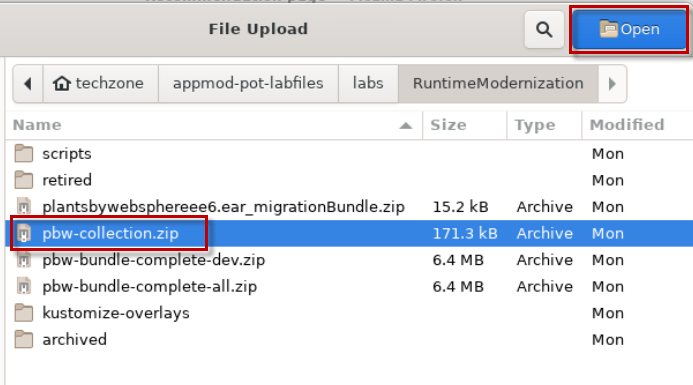 File Upload
Open
techzone
appmod-pot-labfiles
labs
RuntimeModernization
Name Size Type Modified
scripts Mon
retired Mon
plantsbywebsphereee6.ear_migrationBundle.zip 15.2 kB Archive Mon
pbw-collection.zip 171.3 kB Archive Mon
pbw-bundle-complete-dev.zip 6.4 MB Archive Mon
pbw-bundle-complete-all.zip 6.4 MB Archive Mon
kustomize-overlays Mon
archived Mon